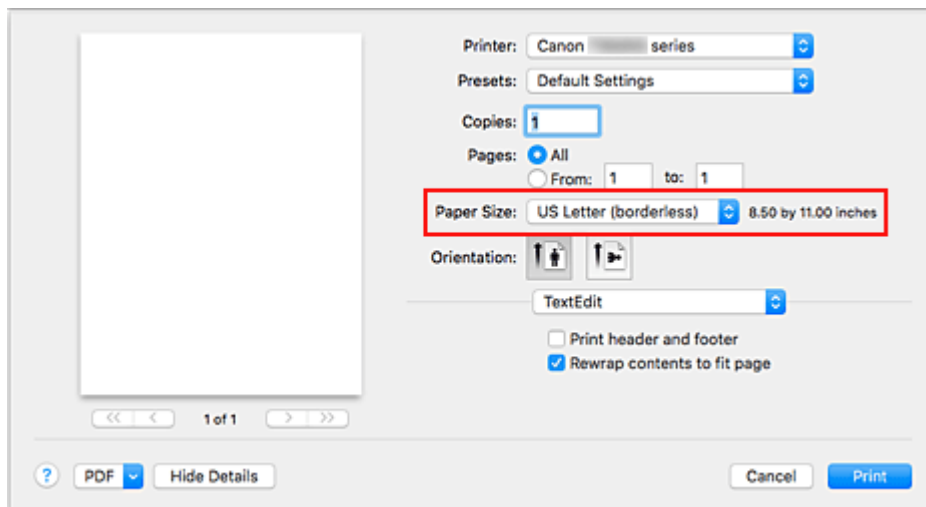 Printer: Canon series
Presets: Default Settings
Copies: 1
Pages: All
From: 1 to: 1
Paper Size: US Letter (borderless) 8.50 by 11.00 inches
Orientation:
TextEdit
Print header and footer
Rewrap contents to fit page
<< < 1 of 1 > >>
? PDF Hide Details Cancel Print